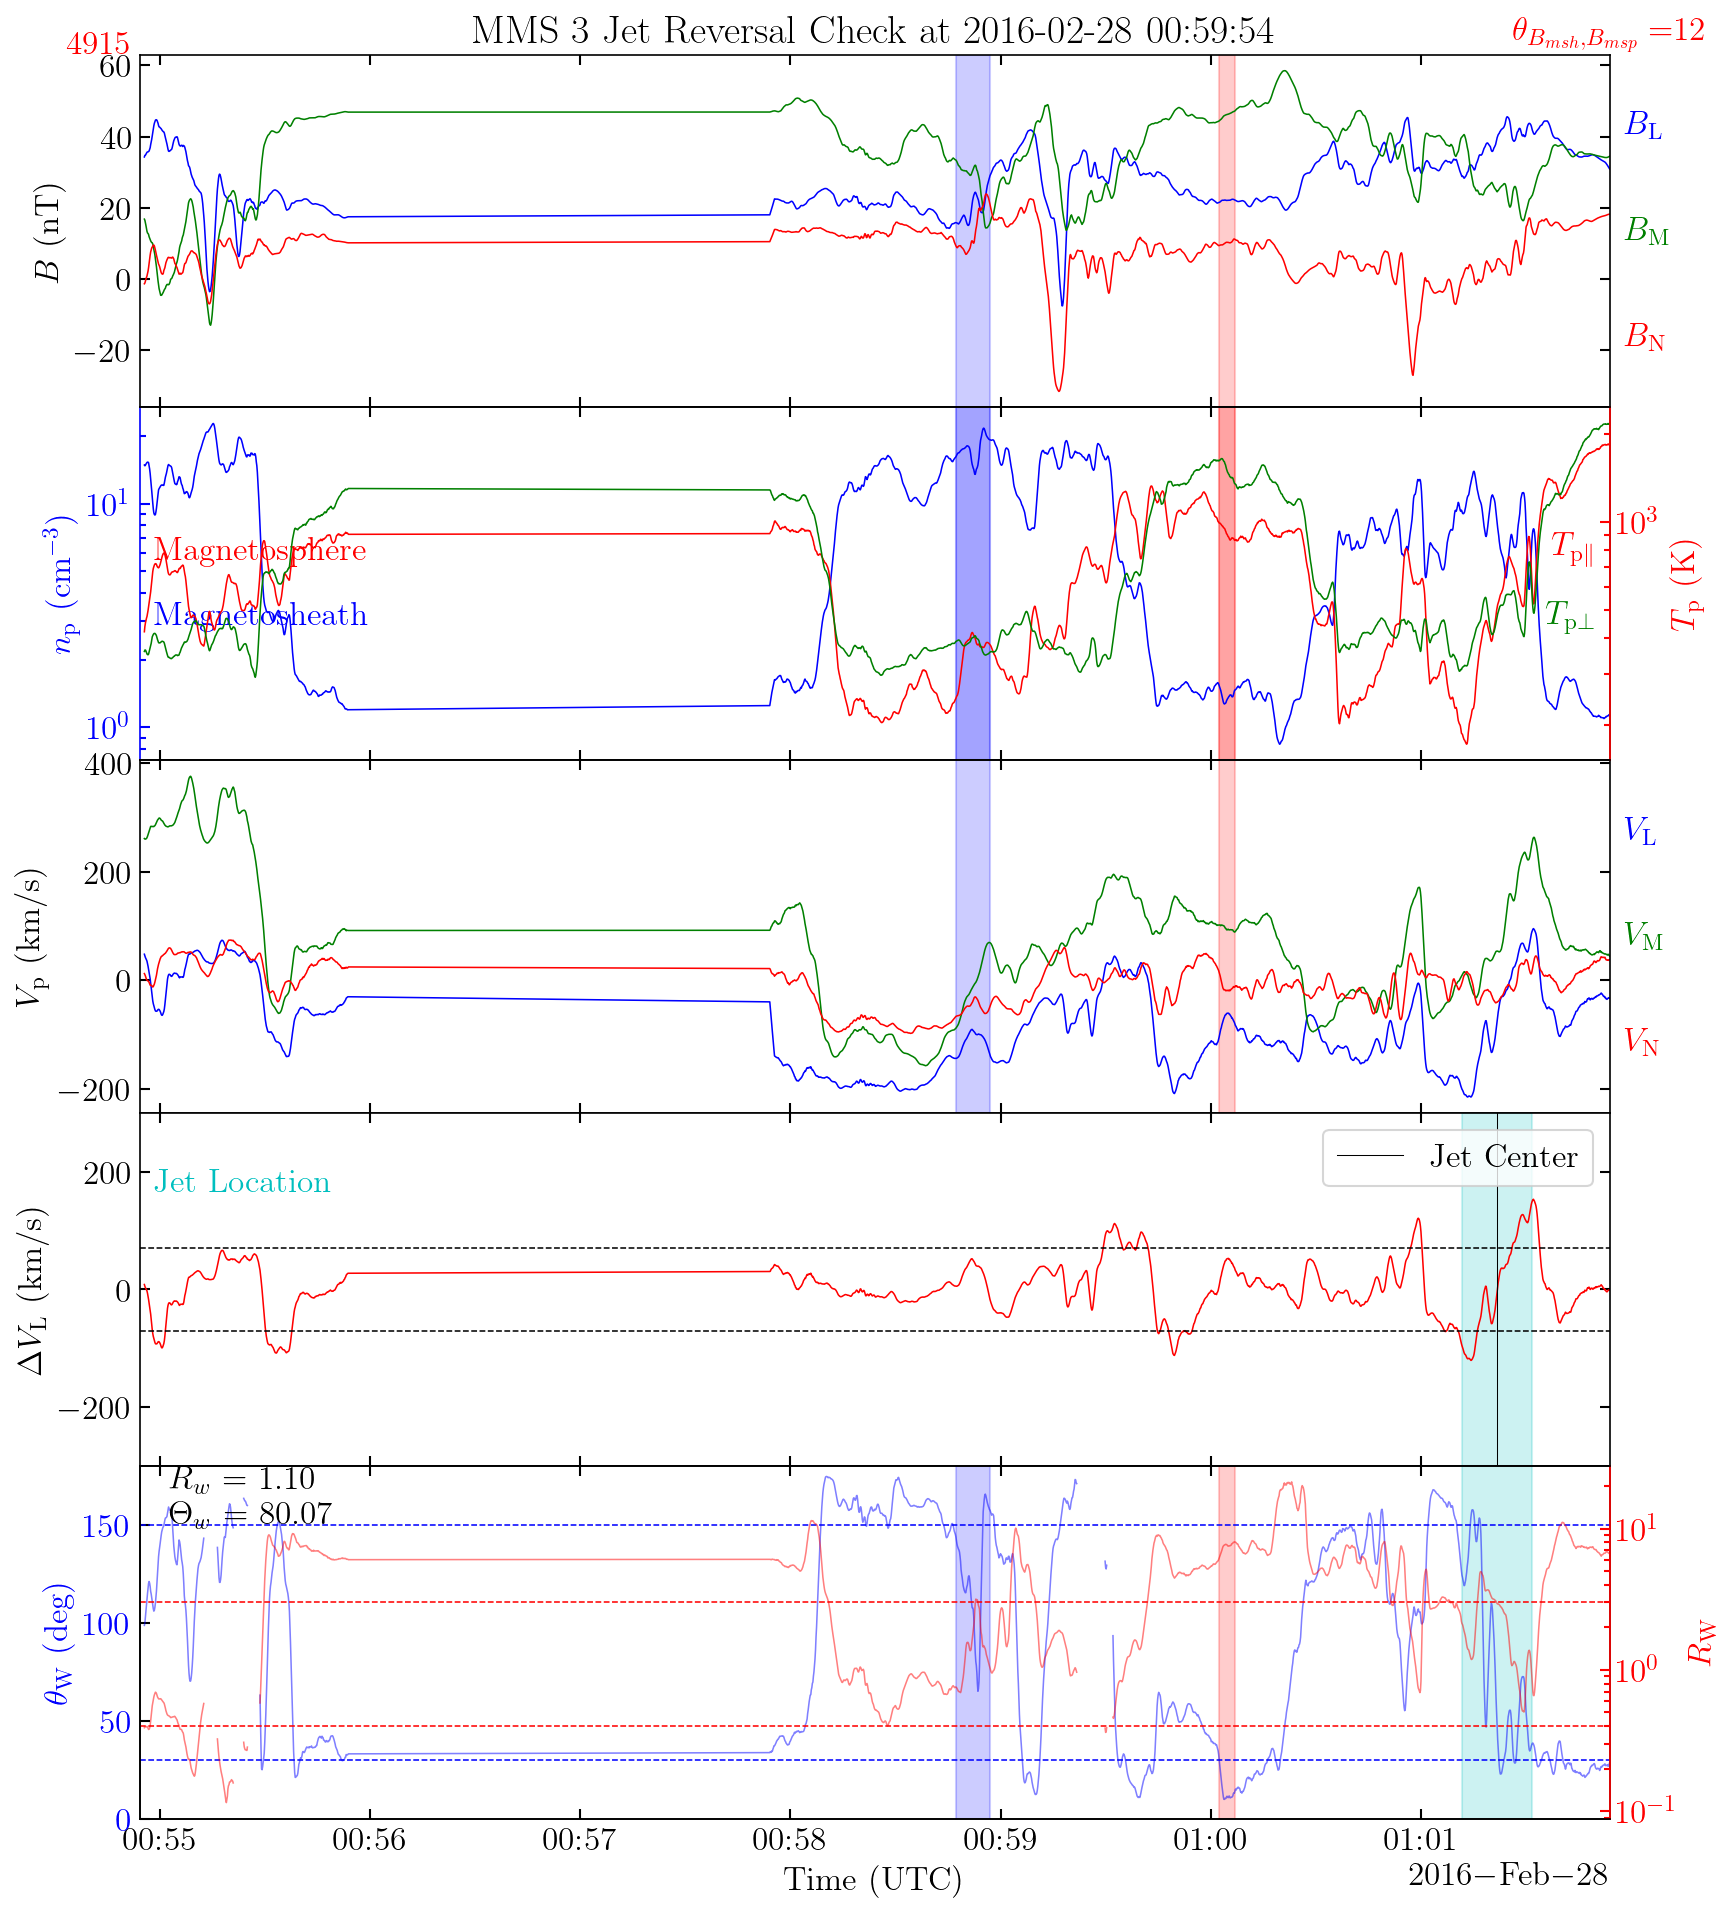 MMS 3 Jet Reversal Check at 2016-02-28 00:59:54
4915
θ_{B_{msh},B_{msp}} =12
60
40
20
0
−20
B (nT)
B_L
B_M
B_N
10^1
10^0
n_p (cm^{−3})
Magnetosphere
Magnetosheath
10^3
T_{p∥}
T_{p⊥}
T_p (K)
400
200
0
−200
V_p (km/s)
V_L
V_M
V_N
Jet Center
Jet Location
200
0
−200
ΔV_L (km/s)
R_w = 1.10
Θ_w = 80.07
150
100
50
0
θ_W (deg)
10^1
10^0
10^{−1}
R_W
00:55 00:56 00:57 00:58 00:59 01:00 01:01
Time (UTC)
2016−Feb−28